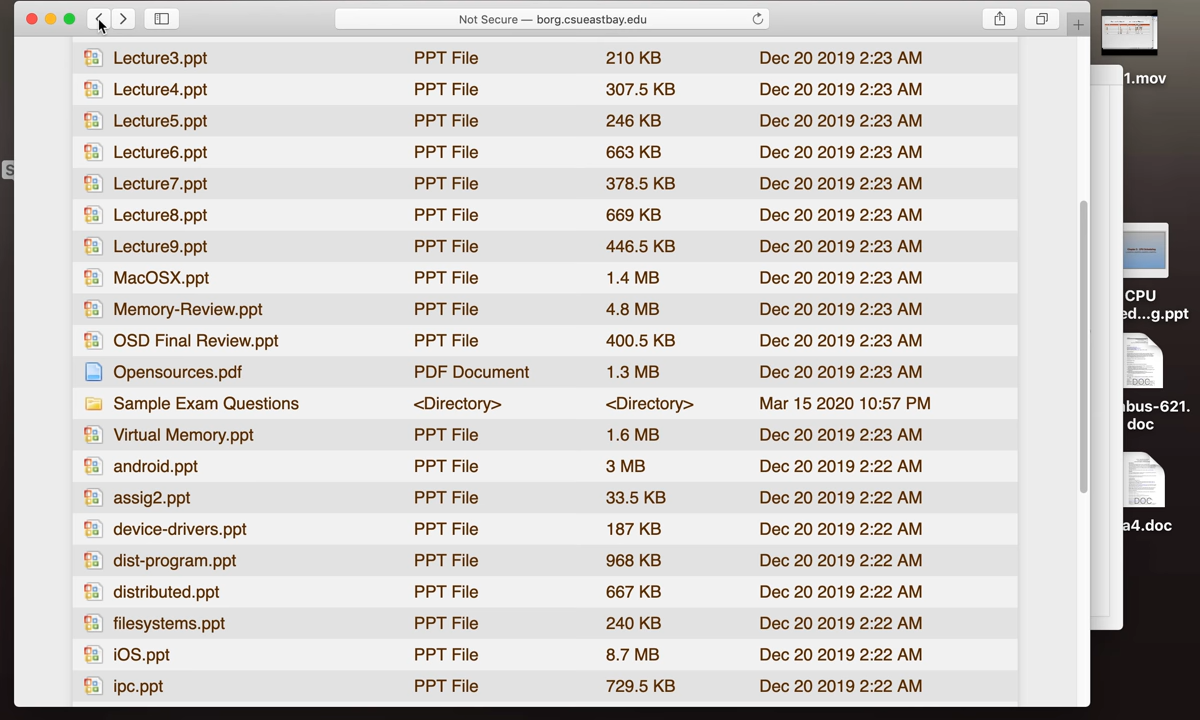 Not Secure — borg.csueastbay.edu
Lecture3.ppt PPT File 210 KB Dec 20 2019 2:23 AM
Lecture4.ppt PPT File 307.5 KB Dec 20 2019 2:23 AM
Lecture5.ppt PPT File 246 KB Dec 20 2019 2:23 AM
Lecture6.ppt PPT File 663 KB Dec 20 2019 2:23 AM
Lecture7.ppt PPT File 378.5 KB Dec 20 2019 2:23 AM
Lecture8.ppt PPT File 669 KB Dec 20 2019 2:23 AM
Lecture9.ppt PPT File 446.5 KB Dec 20 2019 2:23 AM
MacOSX.ppt PPT File 1.4 MB Dec 20 2019 2:23 AM
Memory-Review.ppt PPT File 4.8 MB Dec 20 2019 2:23 AM
OSD Final Review.ppt PPT File 400.5 KB Dec 20 2019 2:23 AM
Opensources.pdf PDF Document 1.3 MB Dec 20 2019 2:23 AM
Sample Exam Questions <Directory> <Directory> Mar 15 2020 10:57 PM
Virtual Memory.ppt PPT File 1.6 MB Dec 20 2019 2:23 AM
android.ppt PPT File 3 MB Dec 20 2019 2:22 AM
assig2.ppt PPT File 33.5 KB Dec 20 2019 2:22 AM
device-drivers.ppt PPT File 187 KB Dec 20 2019 2:22 AM
dist-program.ppt PPT File 968 KB Dec 20 2019 2:22 AM
distributed.ppt PPT File 667 KB Dec 20 2019 2:22 AM
filesystems.ppt PPT File 240 KB Dec 20 2019 2:22 AM
iOS.ppt PPT File 8.7 MB Dec 20 2019 2:22 AM
ipc.ppt PPT File 729.5 KB Dec 20 2019 2:22 AM
S
1.mov
CPU
ed...g.ppt
DOC
bus-621.
doc
DOC
a4.doc